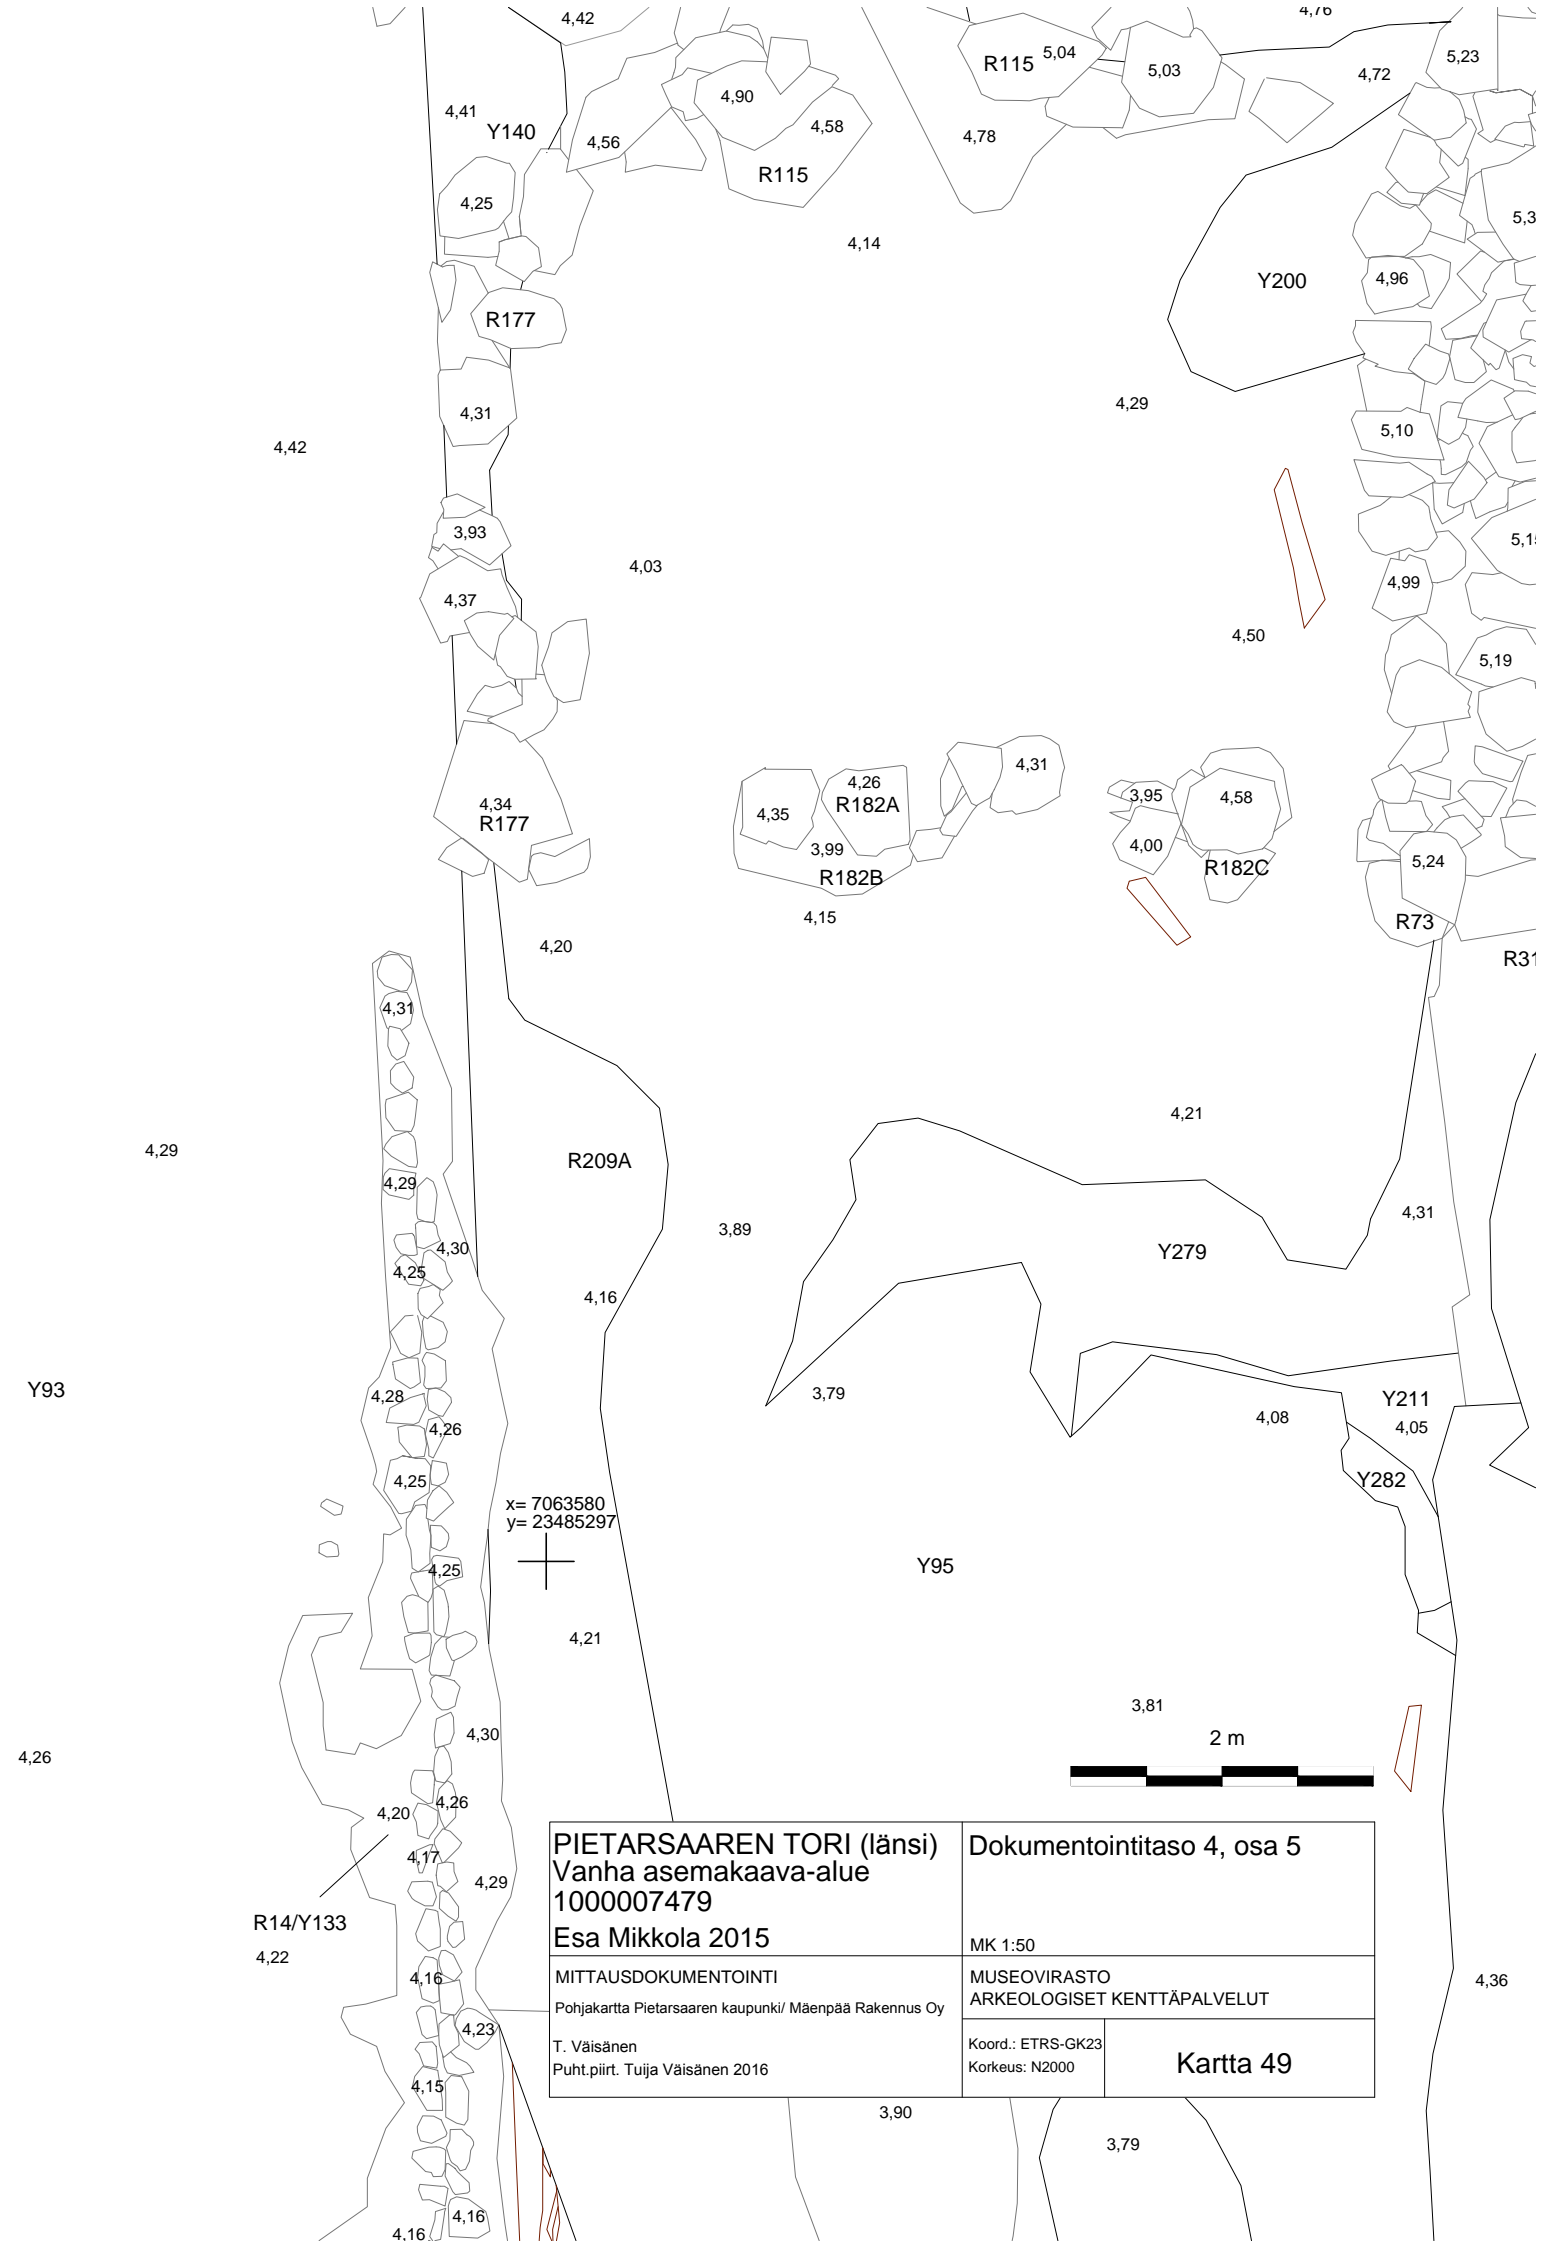 4,42
4,76
R115
5,04
5,03
5,23
4,72
4,90
4,58
4,41
Y140
4,56
4,78
R115
4,25
4,14
Y200
4,96
R177
4,31
4,29
5,10
4,42
3,93
4,03
4,37
4,99
4,50
5,19
4,31
4,26
R182A
4,35
3,95
4,58
4,34
R177
3,99
4,00
R182B
R182C
5,24
R73
4,15
4,20
4,31
4,21
4,29
R209A
4,29
3,89
4,31
4,30
Y279
4,25
4,16
Y93
4,28
3,79
Y211
4,08
4,05
4,26
4,25
Y282
x= 7063580
y= 23485297
Y95
4,25
4,21
3,81
4,30
2 m
4,26
4,26
4,20
4,17
4,29
R14/Y133
4,22
PIETARSAAREN TORI (länsi)
Vanha asemakaava-alue
1000007479
Esa Mikkola 2015
Dokumentointitaso 4, osa 5
MK 1:50
MITTAUSDOKUMENTOINTI
Pohjakartta Pietarsaaren kaupunki/ Mäenpää Rakennus Oy
T. Väisänen
Puht.piirt. Tuija Väisänen 2016
MUSEOVIRASTO
ARKEOLOGISET KENTTÄPALVELUT
Koord.: ETRS-GK23
Korkeus: N2000
Kartta 49
4,16
4,36
4,23
4,15
3,90
3,79
4,16
4,16